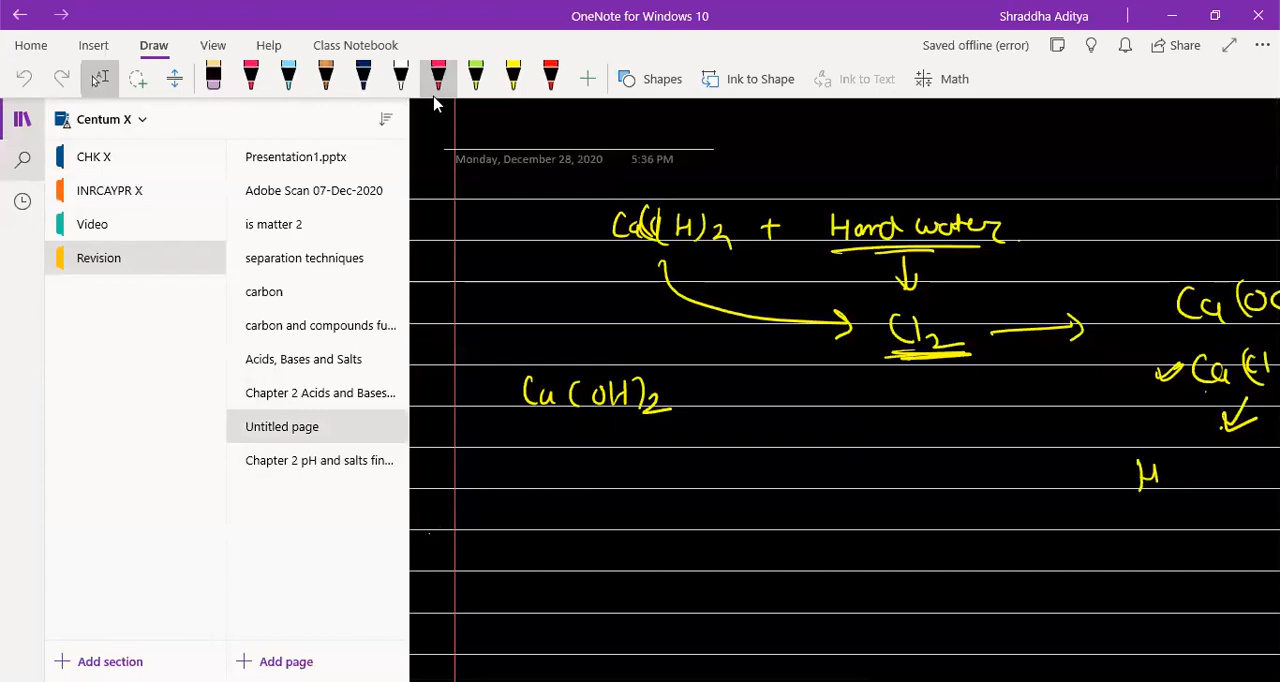 OneNote for Windows 10
Shraddha Aditya
Home Insert Draw View Help Class Notebook
Saved offline (error) Share
Shapes Ink to Shape Ink to Text Math
Centum X
CHK X
INRCAYPR X
Video
Revision
Presentation1.pptx
Adobe Scan 07-Dec-2020
is matter 2
separation techniques
carbon
carbon and compounds fu...
Acids, Bases and Salts
Chapter 2 Acids and Bases...
Untitled page
Chapter 2 pH and salts fin...
Add section
Add page
Monday, December 28, 2020 5:36 PM
+ Hard water
Cl2
Ca(OH)2
H